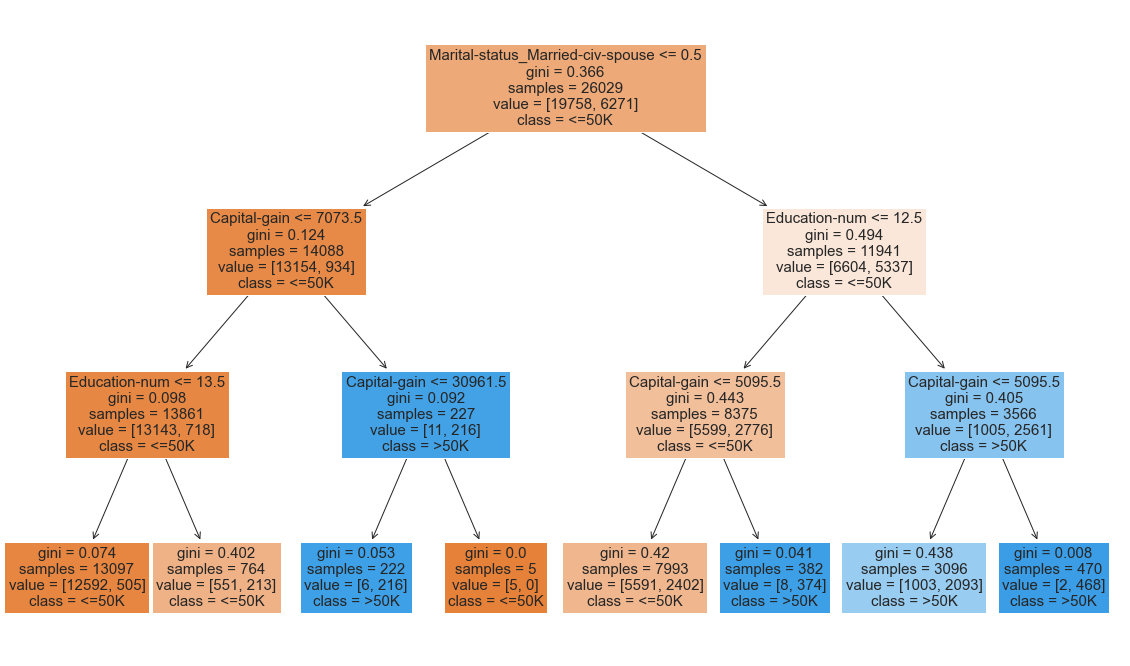 Marital-status_Married-civ-spouse <= 0.5
gini = 0.366
samples = 26029
value = [19758, 6271]
class = <=50K
Capital-gain <= 7073.5
gini = 0.124
samples = 14088
value = [13154, 934]
class = <=50K
Education-num <= 12.5
gini = 0.494
samples = 11941
value = [6604, 5337]
class = <=50K
Education-num <= 13.5
gini = 0.098
samples = 13861
value = [13143, 718]
class = <=50K
Capital-gain <= 30961.5
gini = 0.092
samples = 227
value = [11, 216]
class = >50K
Capital-gain <= 5095.5
gini = 0.443
samples = 8375
value = [5599, 2776]
class = <=50K
Capital-gain <= 5095.5
gini = 0.405
samples = 3566
value = [1005, 2561]
class = >50K
gini = 0.074
samples = 13097
value = [12592, 505]
class = <=50K
gini = 0.402
samples = 764
value = [551, 213]
class = <=50K
gini = 0.053
samples = 222
value = [6, 216]
class = >50K
gini = 0.0
samples = 5
value = [5, 0]
class = <=50K
gini = 0.42
samples = 7993
value = [5591, 2402]
class = <=50K
gini = 0.041
samples = 382
value = [8, 374]
class = >50K
gini = 0.438
samples = 3096
value = [1003, 2093]
class = >50K
gini = 0.008
samples = 470
value = [2, 468]
class = >50K